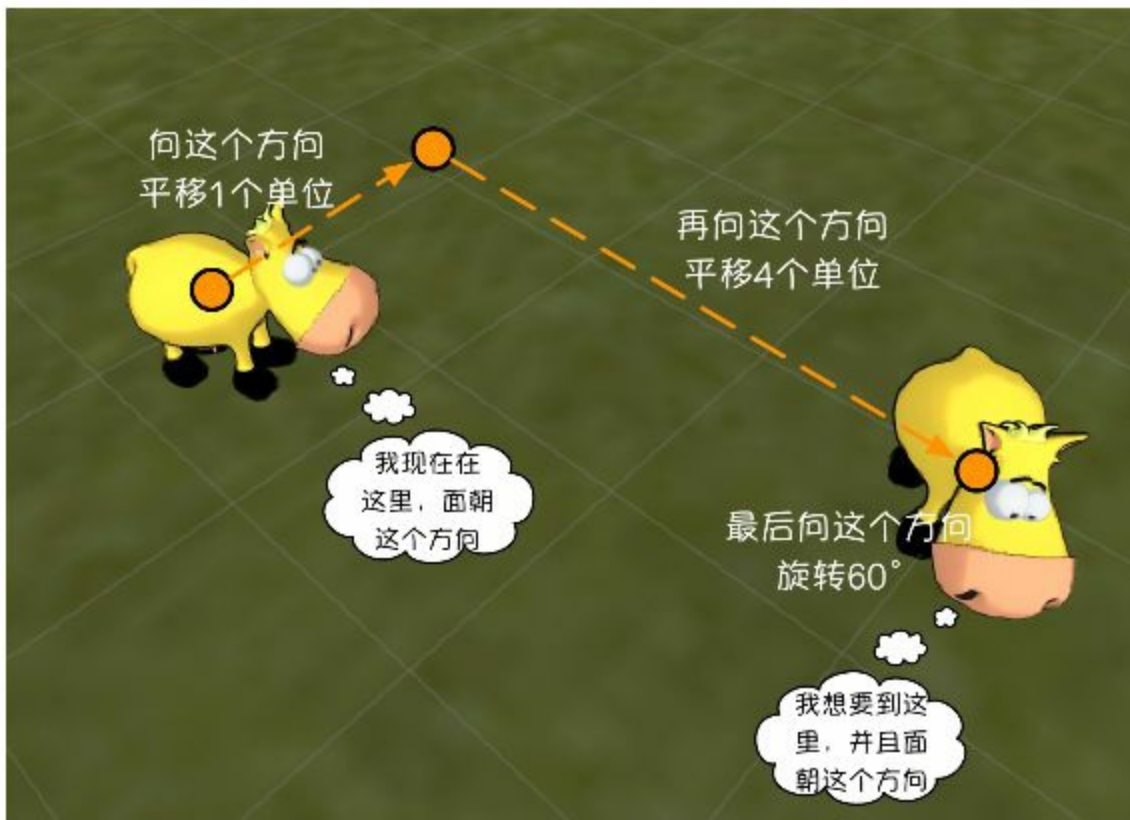 向这个方向
平移1个单位
再向这个方向
平移4个单位
我现在在
这里，面朝
这个方向
最后向这个方向
旋转60°
我想要到这
里，并且面
朝这个方向